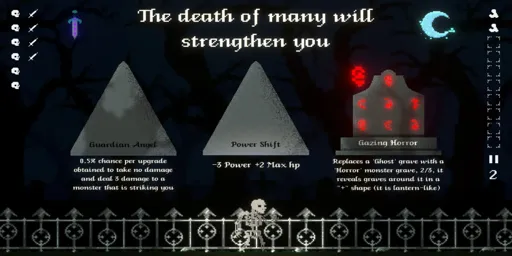 The death of many will
strengthen you
Guardian Angel
0.5% chance per upgrade
obtained to take no damage
and deal 3 damage to a
monster that is striking you
Power Shift
-3 Power +2 Max hp
Gazing Horror
Replaces a 'Ghost' grave with a
'Horror' monster grave, 2/3, it
reveals graves around it in a
"+" shape (it is lantern-like)
2